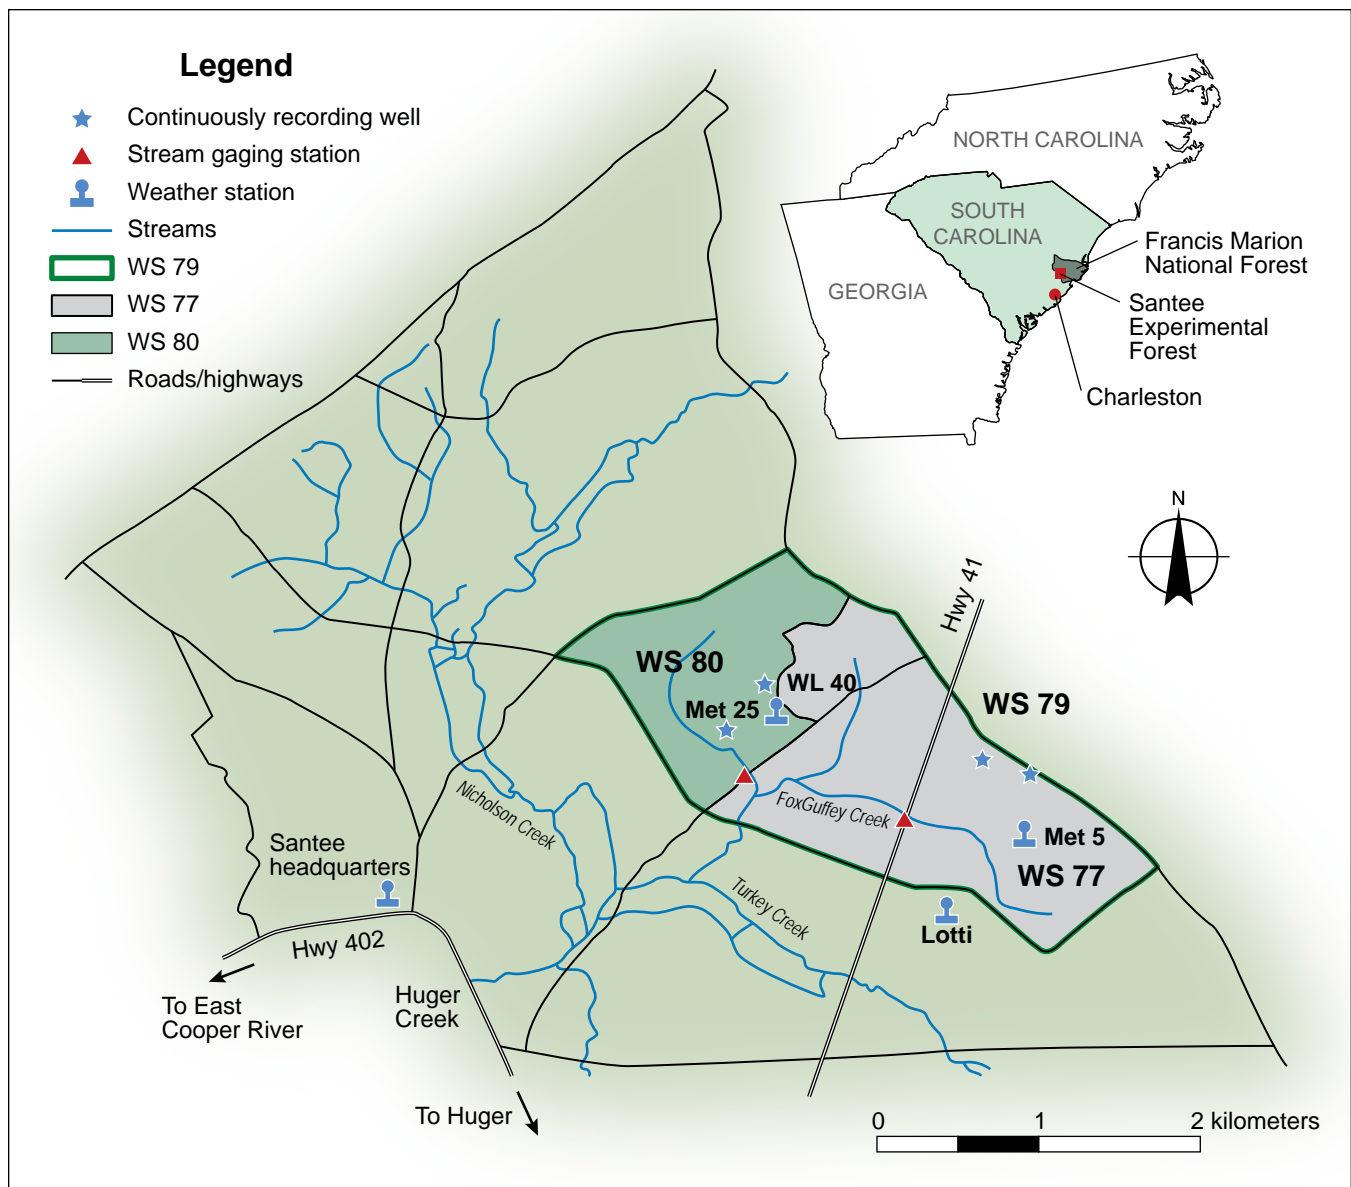 Legend
Continuously recording well
Stream gaging station
Weather station
Streams
WS 79
WS 77
WS 80
Roads/highways
NORTH CAROLINA
SOUTH
CAROLINA
GEORGIA
Francis Marion
National Forest
Santee
Experimental
Forest
Charleston
N
Hwy 41
WS 80
WL 40
Met 25
WS 79
FoxGuffey Creek
Met 5
WS 77
Nicholson Creek
Turkey Creek
Lotti
Santee
headquarters
Hwy 402
To East
Cooper River
Huger
Creek
To Huger
0 1 2 kilometers